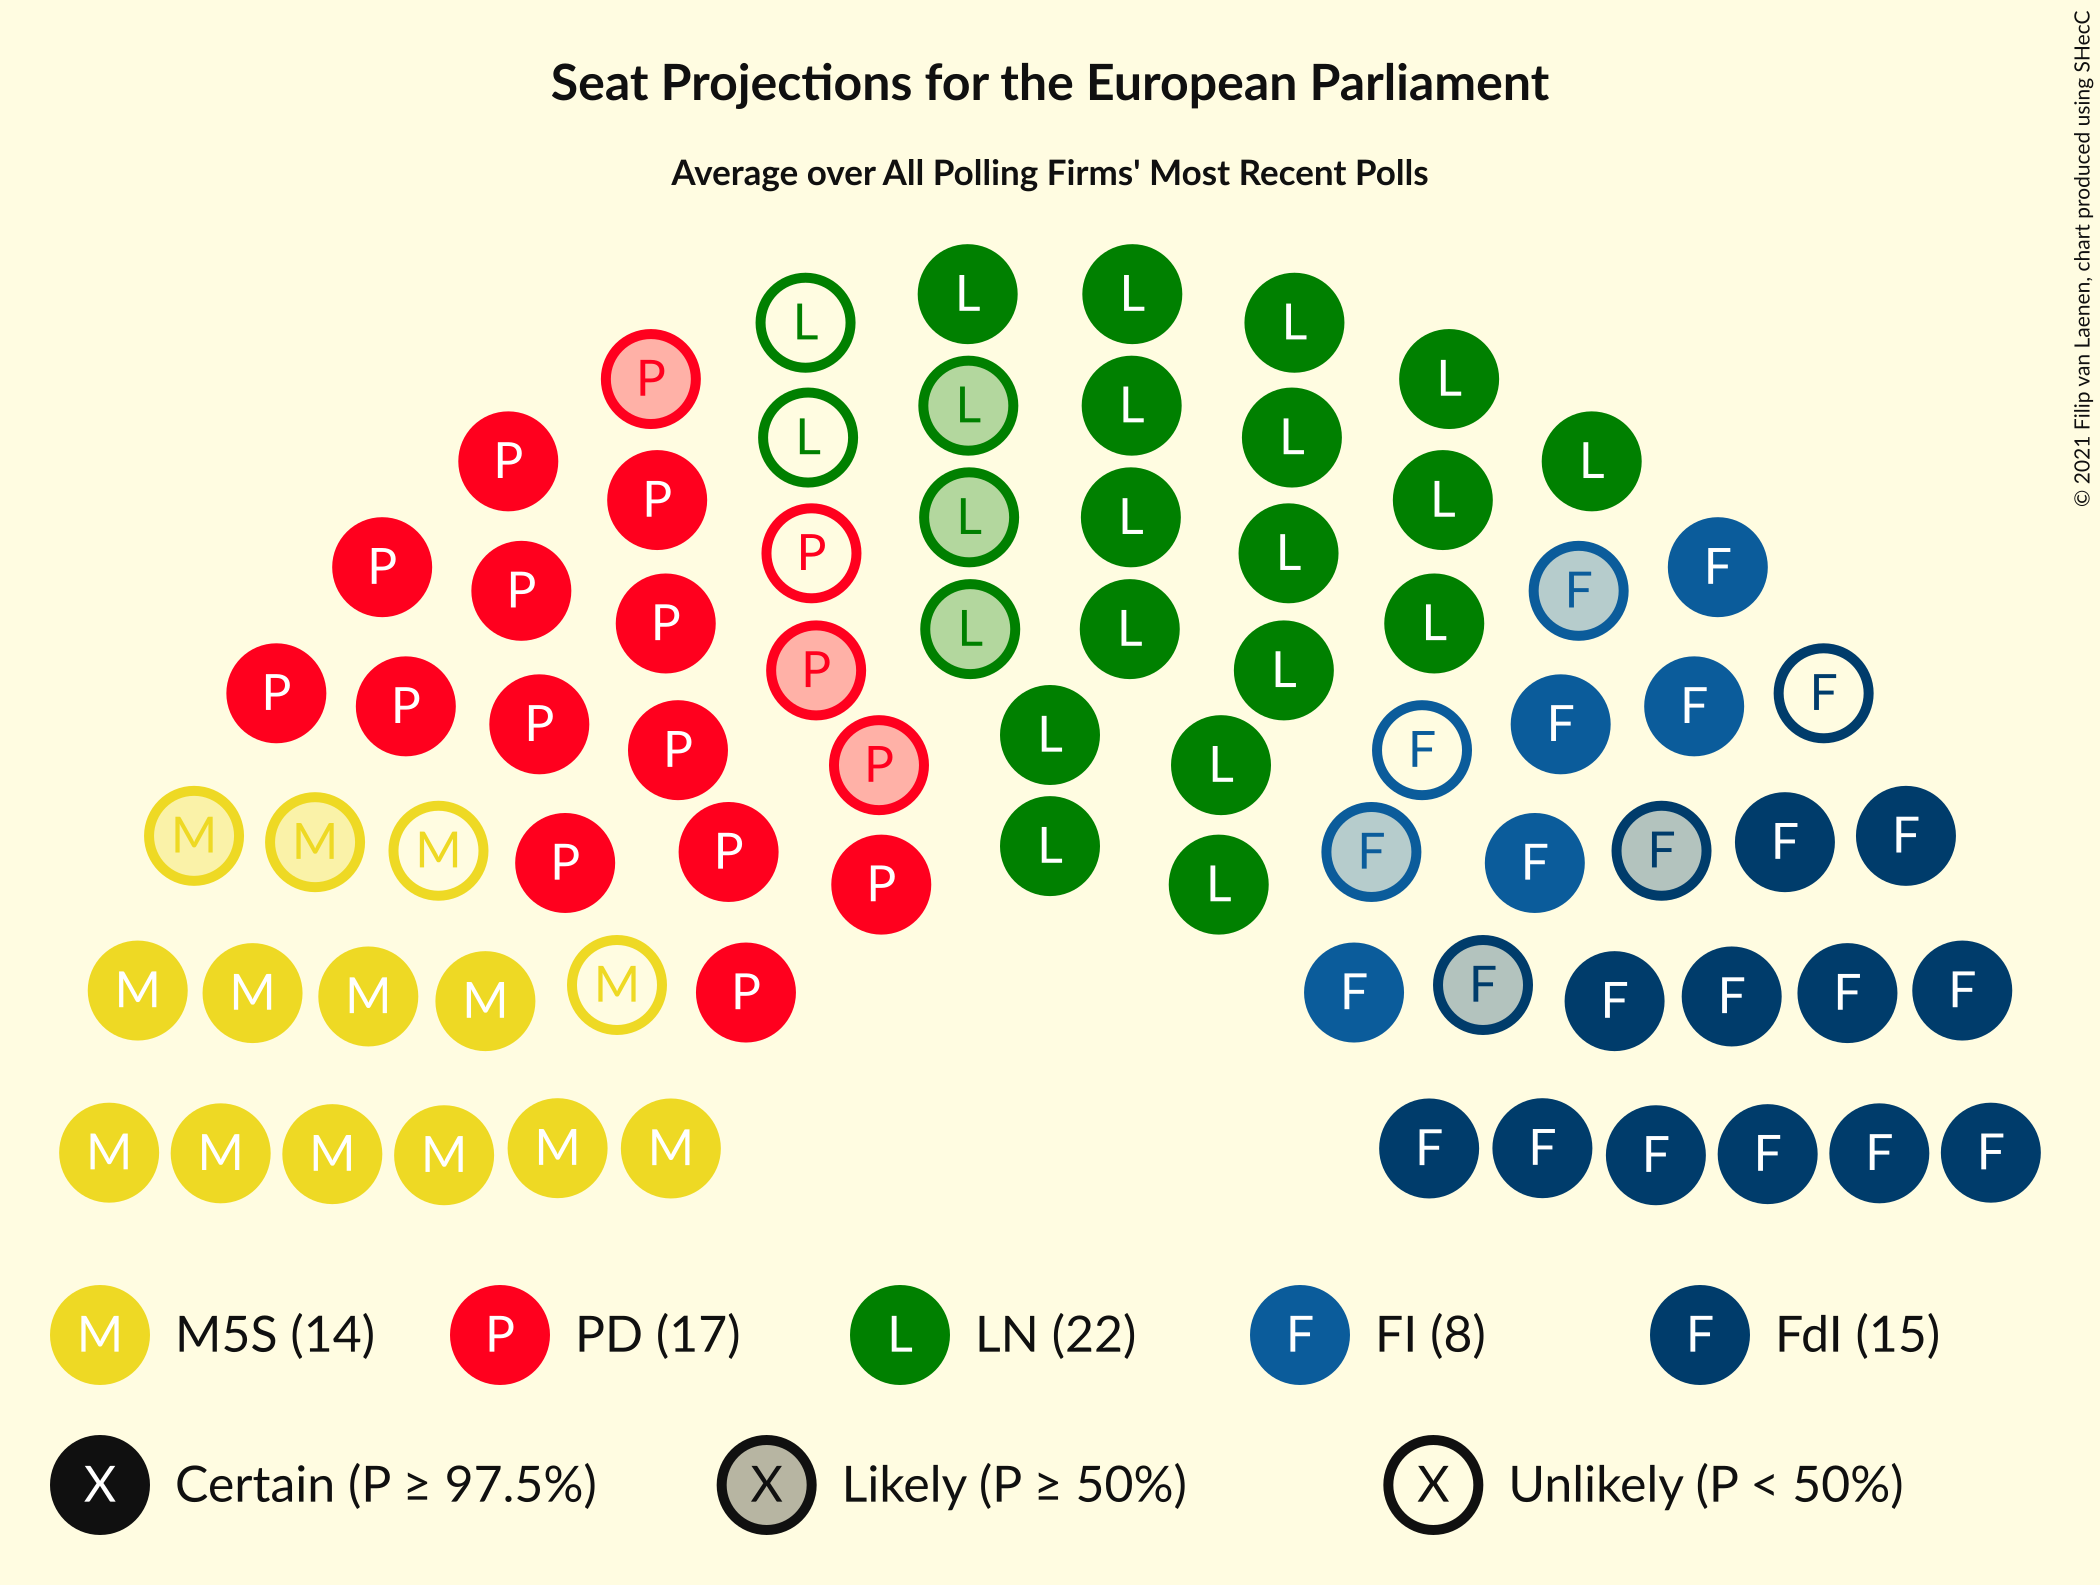 Seat Projections for the European Parliament
Average over All Polling Firms' Most Recent Polls
© 2021 Filip van Laenen, chart produced using SHecC
L L
L L
P L L L
L L
P L P
P L
P L L L
P P L L
P F F
P P L
P L L
P P F F
P P P P F F
P L L
M M M P P L F F F F F
P L
M M M M M P F F F F F F
M M M M M M F F F F F F
M M5S (14) P PD (17) L LN (22) F FI (8) F FdI (15)
X Certain (P ≥ 97.5%) X Likely (P ≥ 50%) X Unlikely (P < 50%)